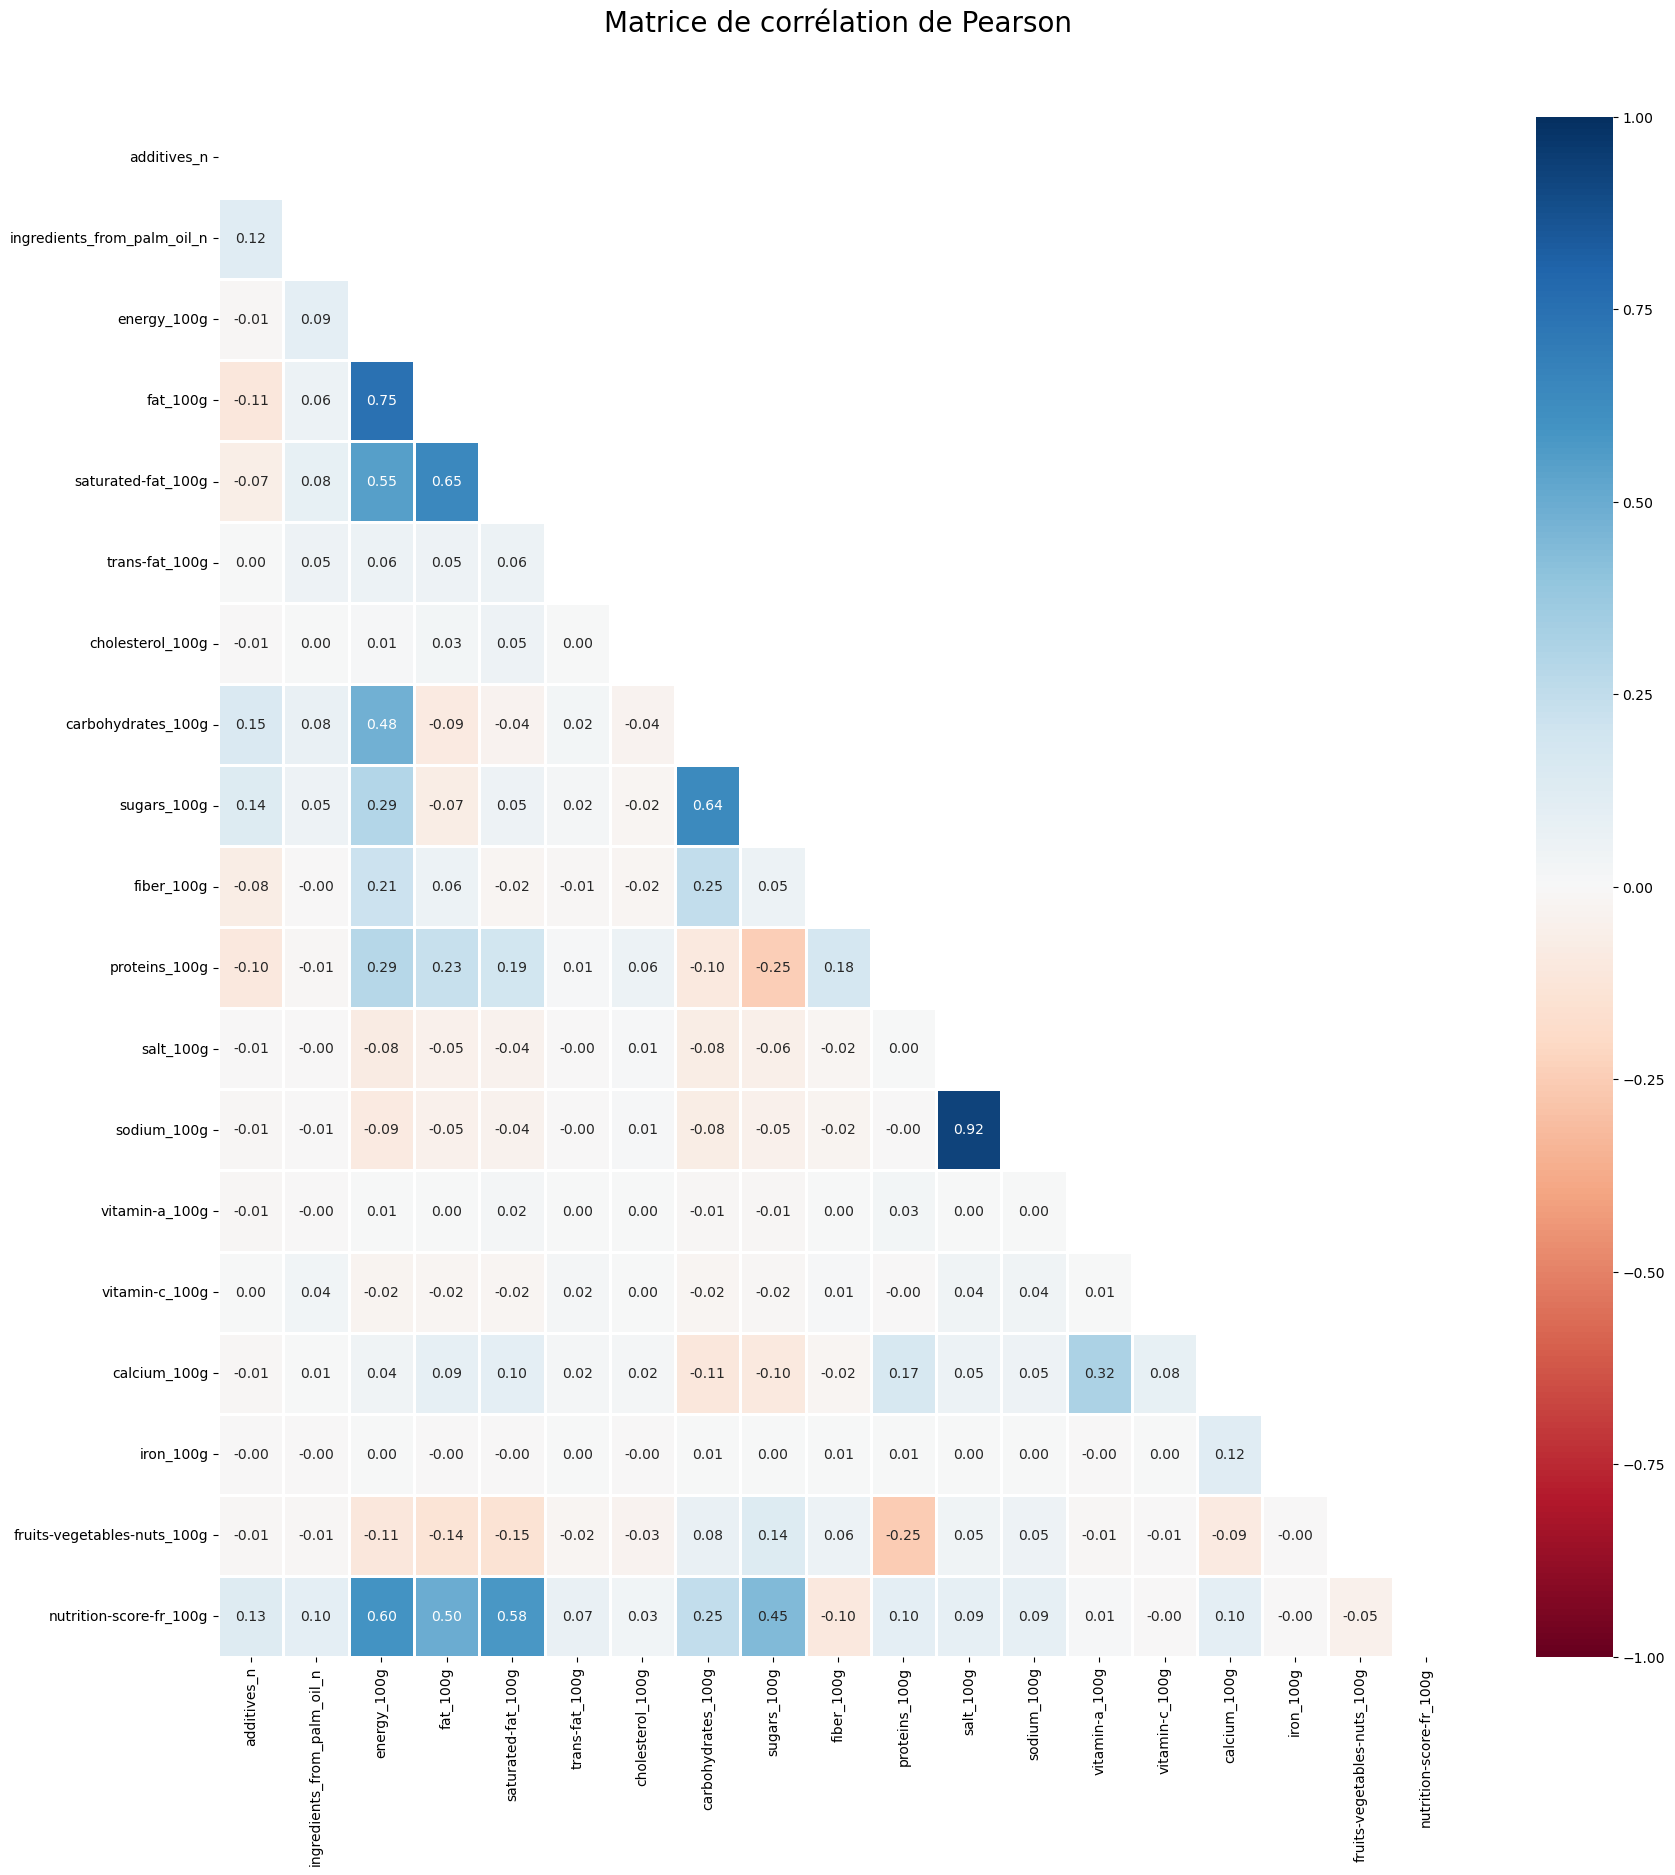 Matrice de corrélation de Pearson
additives_n
ingredients_from_palm_oil_n 0.12
energy_100g -0.01 0.09
fat_100g -0.11 0.06 0.75
saturated-fat_100g -0.07 0.08 0.55 0.65
trans-fat_100g 0.00 0.05 0.06 0.05 0.06
cholesterol_100g -0.01 0.00 0.01 0.03 0.05 0.00
carbohydrates_100g 0.15 0.08 0.48 -0.09 -0.04 0.02 -0.04
sugars_100g 0.14 0.05 0.29 -0.07 0.05 0.02 -0.02 0.64
fiber_100g -0.08 -0.00 0.21 0.06 -0.02 -0.01 -0.02 0.25 0.05
proteins_100g -0.10 -0.01 0.29 0.23 0.19 0.01 0.06 -0.10 -0.25 0.18
salt_100g -0.01 -0.00 -0.08 -0.05 -0.04 -0.00 0.01 -0.08 -0.06 -0.02 0.00
sodium_100g -0.01 -0.01 -0.09 -0.05 -0.04 -0.00 0.01 -0.08 -0.05 -0.02 -0.00 0.92
vitamin-a_100g -0.01 -0.00 0.01 0.00 0.02 0.00 0.00 -0.01 -0.01 0.00 0.03 0.00 0.00
vitamin-c_100g 0.00 0.04 -0.02 -0.02 -0.02 0.02 0.00 -0.02 -0.02 0.01 -0.00 0.04 0.04 0.01
calcium_100g -0.01 0.01 0.04 0.09 0.10 0.02 0.02 -0.11 -0.10 -0.02 0.17 0.05 0.05 0.32 0.08
iron_100g -0.00 -0.00 0.00 -0.00 -0.00 0.00 -0.00 0.01 0.00 0.01 0.01 0.00 0.00 -0.00 0.00 0.12
fruits-vegetables-nuts_100g -0.01 -0.01 -0.11 -0.14 -0.15 -0.02 -0.03 0.08 0.14 0.06 -0.25 0.05 0.05 -0.01 -0.01 -0.09 -0.00
nutrition-score-fr_100g 0.13 0.10 0.60 0.50 0.58 0.07 0.03 0.25 0.45 -0.10 0.10 0.09 0.09 0.01 -0.00 0.10 -0.00 -0.05
additives_n
ingredients_from_palm_oil_n
energy_100g
fat_100g
saturated-fat_100g
trans-fat_100g
cholesterol_100g
carbohydrates_100g
sugars_100g
fiber_100g
proteins_100g
salt_100g
sodium_100g
vitamin-a_100g
vitamin-c_100g
calcium_100g
iron_100g
fruits-vegetables-nuts_100g
nutrition-score-fr_100g
1.00
0.75
0.50
0.25
0.00
−0.25
−0.50
−0.75
−1.00